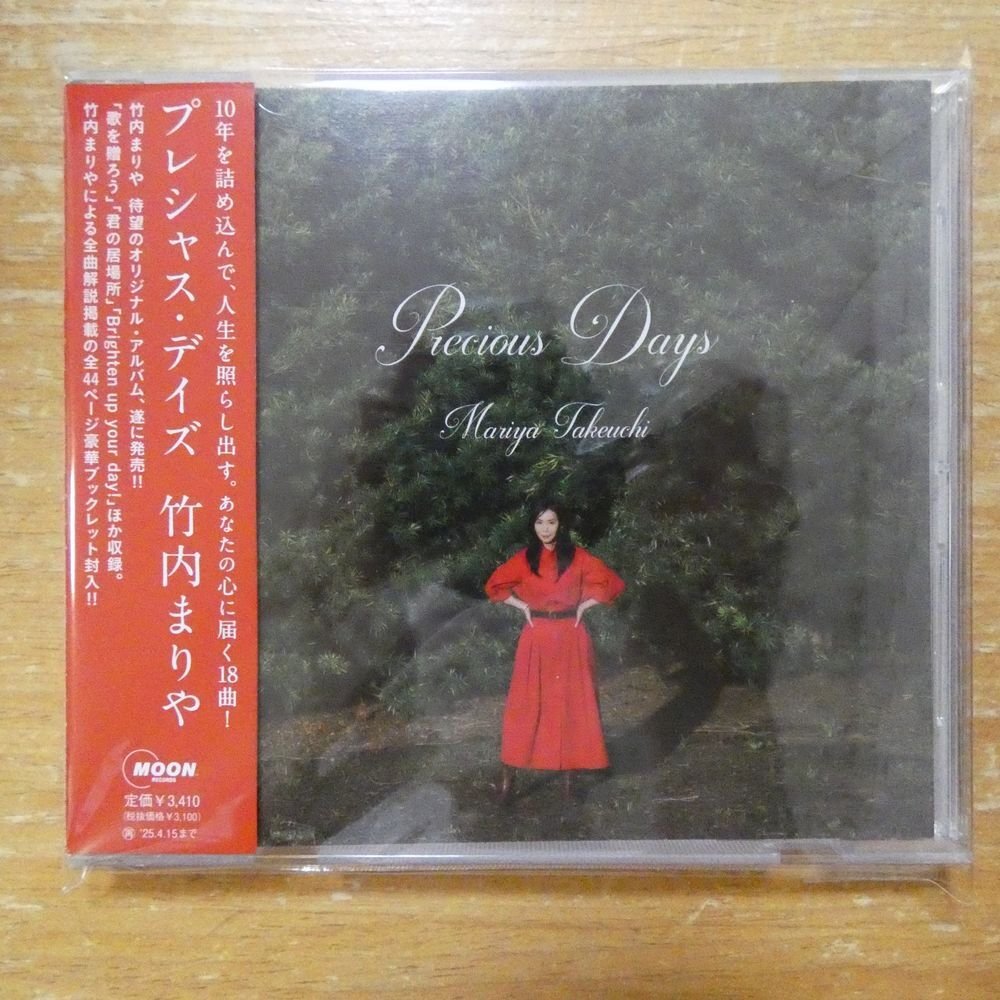 10年を詰め込んで、人生を照らし出す。あなたの心に届く18曲！
プレシャス・デイズ 竹内まりや
竹内まりや 待望のオリジナル・アルバム、遂に発売!!
「歌を贈ろう」「君の居場所」「Brighten up your day!」ほか収録。
竹内まりやによる全曲解説掲載の全44ページ豪華ブックレット封入!!
MOON
RECORDS
定価￥3,410
(税抜価格￥3,100)
再 '25.4.15まで
Precious Days
Mariya Takeuchi